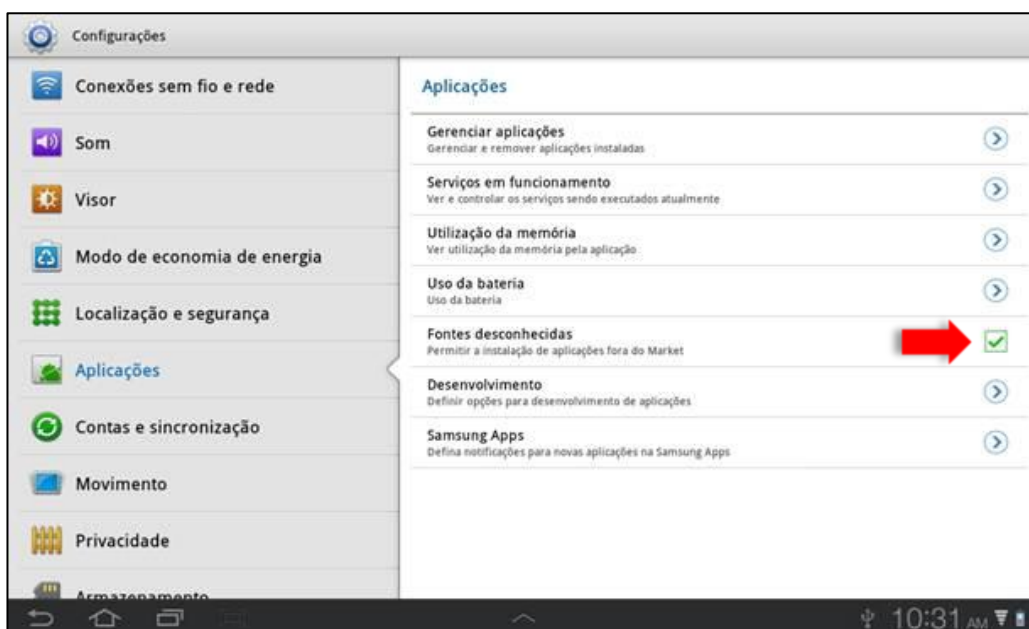 Configurações
Conexões sem fio e rede
Som
Visor
Modo de economia de energia
Localização e segurança
Aplicações
Contas e sincronização
Movimento
Privacidade
Armazenamento
Aplicações
Gerenciar aplicações
Gerenciar e remover aplicações instaladas
Serviços em funcionamento
Ver e controlar os serviços sendo executados atualmente
Utilização da memória
Ver utilização da memória pela aplicação
Uso da bateria
Uso da bateria
Fontes desconhecidas
Permitir a instalação de aplicações fora do Market
Desenvolvimento
Definir opções para desenvolvimento de aplicações
Samsung Apps
Defina notificações para novas aplicações na Samsung Apps
10:31 AM